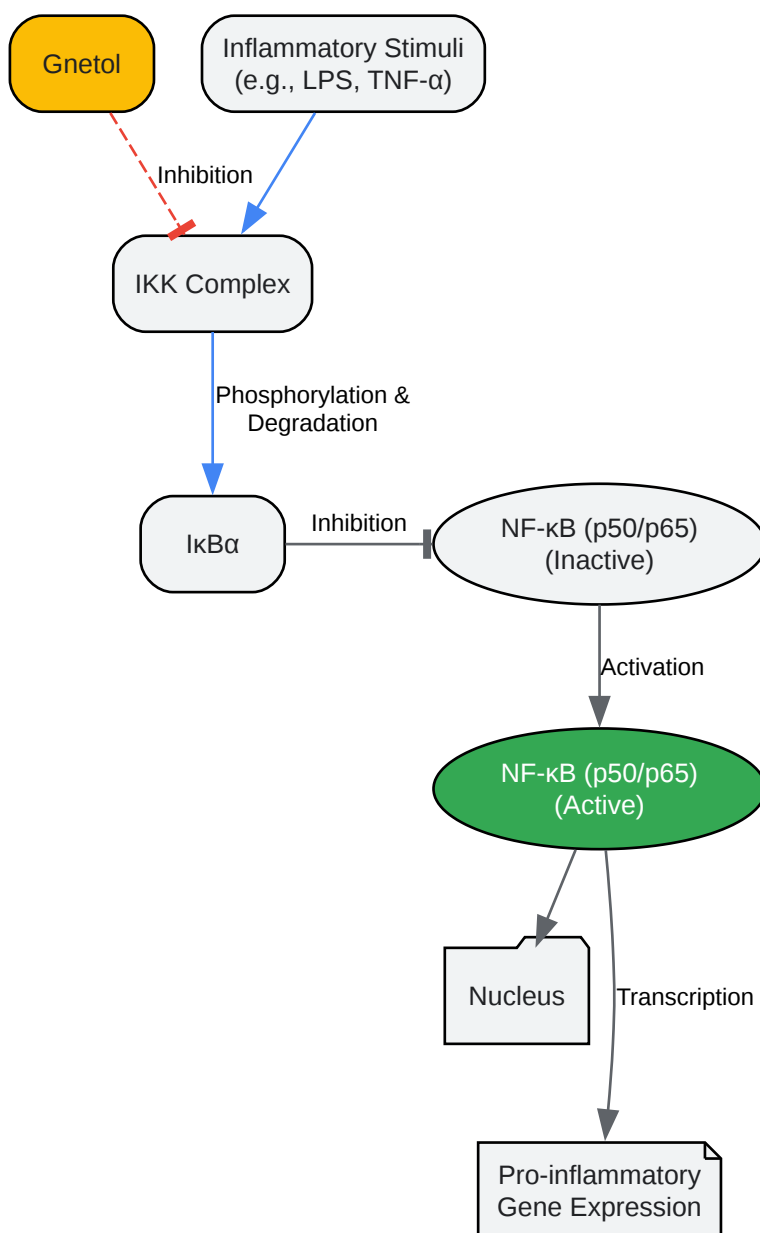 Gnetol
Inflammatory Stimuli
(e.g., LPS, TNF-α)
Inhibition
IKK Complex
Phosphorylation &
Degradation
IκBα
Inhibition
NF-κB (p50/p65)
(Inactive)
Activation
NF-κB (p50/p65)
(Active)
Nucleus
Transcription
Pro-inflammatory
Gene Expression